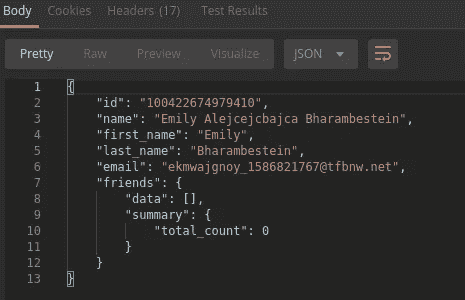 Body Cookies Headers (17) Test Results
Pretty Raw Preview Visualize JSON
1 {
2 "id": "100422674979410",
3 "name": "Emily Alejcejcbajca Bharambestein",
4 "first_name": "Emily",
5 "last_name": "Bharambestein",
6 "email": "ekmwajgnoy_1586821767@tfbnw.net",
7 "friends": {
8 "data": [],
9 "summary": {
10 "total_count": 0
11 }
12 }
13 }